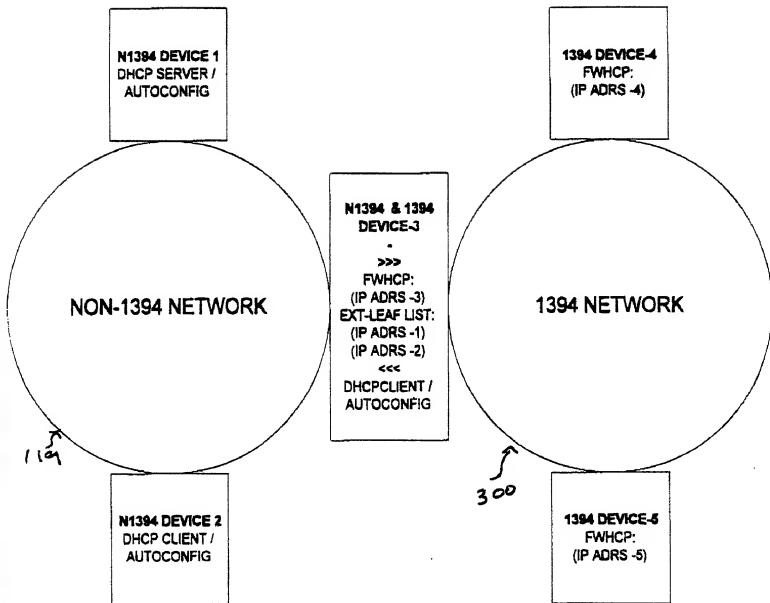 N1394 DEVICE 1
DHCP SERVER /
AUTOCONFIG
1394 DEVICE-4
FWHCP:
(IP ADRS -4)
N1394 & 1394
DEVICE-3
-
>>>
FWHCP:
(IP ADRS -3)
EXT-LEAF LIST:
(IP ADRS -1)
(IP ADRS -2)
<<<
DHCPCLIENT /
AUTOCONFIG
NON-1394 NETWORK
1394 NETWORK
119
300
N1394 DEVICE 2
DHCP CLIENT /
AUTOCONFIG
1394 DEVICE-5
FWHCP:
(IP ADRS -5)